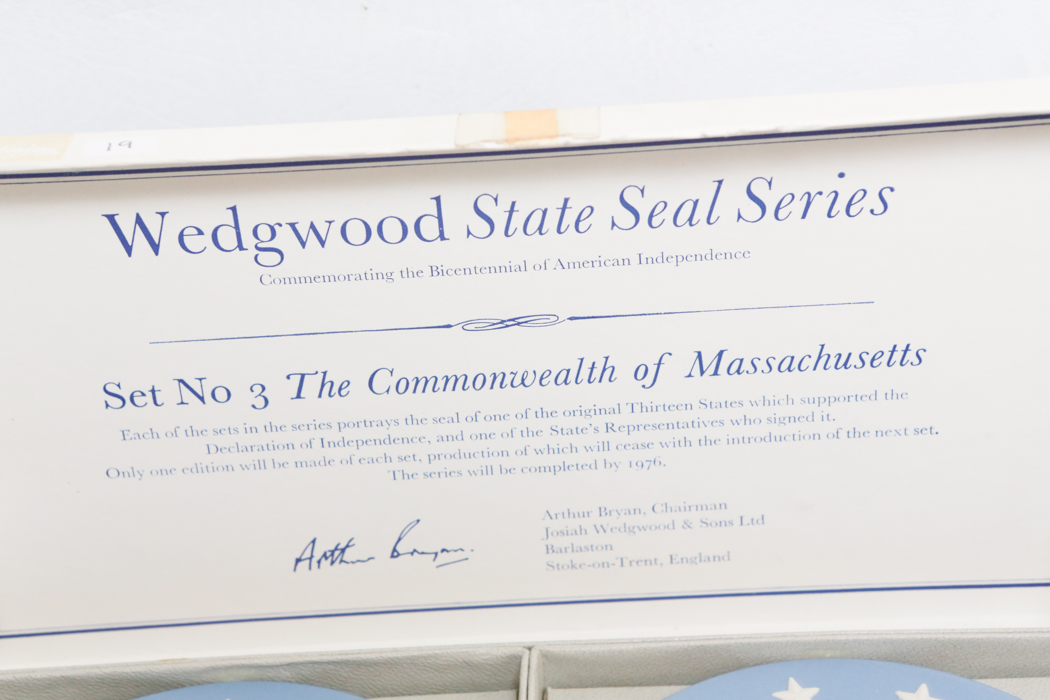 19
Wedgwood State Seal Series
Commemorating the Bicentennial of American Independence
Set No 3 The Commonwealth of Massachusetts
Each of the sets in the series portrays the seal of one of the original Thirteen States which supported the
Declaration of Independence, and one of the State's Representatives who signed it.
Only one edition will be made of each set, production of which will cease with the introduction of the next set.
The series will be completed by 1976.
Arthur Bryan.
Arthur Bryan, Chairman
Josiah Wedgwood & Sons Ltd
Barlaston
Stoke-on-Trent, England